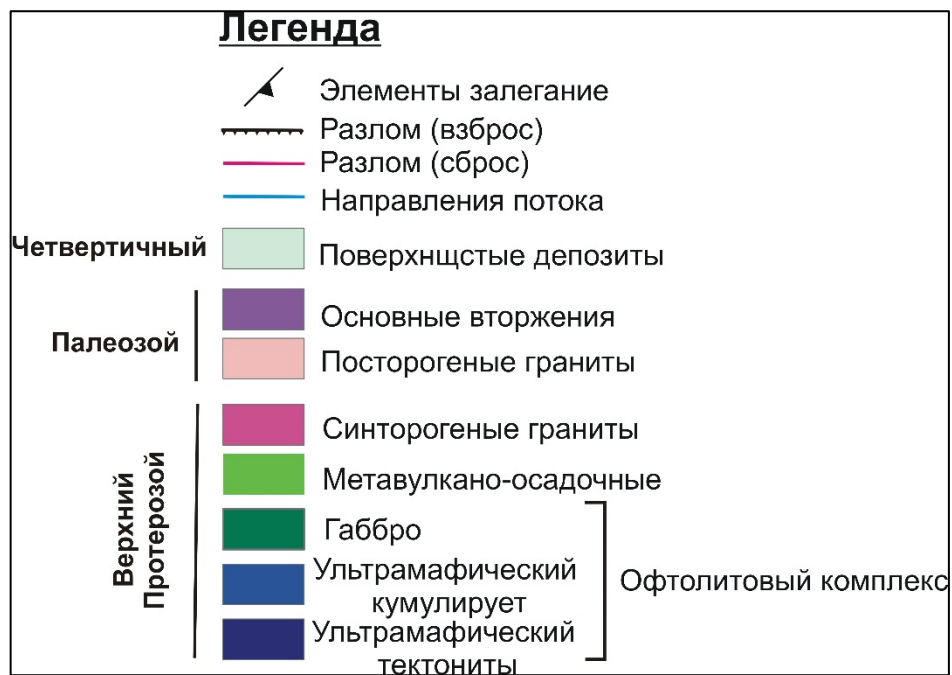 Легенда
Элементы залегание
Разлом (взброс)
Разлом (сброс)
Направления потока
Четвертичный
Поверхнщстые депозиты
Палеозой
Основные вторжения
Посторогеные граниты
Верхний
Протерозой
Синторогеные граниты
Метавулкано-осадочные
Габбро
Ультрамафический
кумулирует
Ультрамафический
тектониты
Офтолитовый комплекс